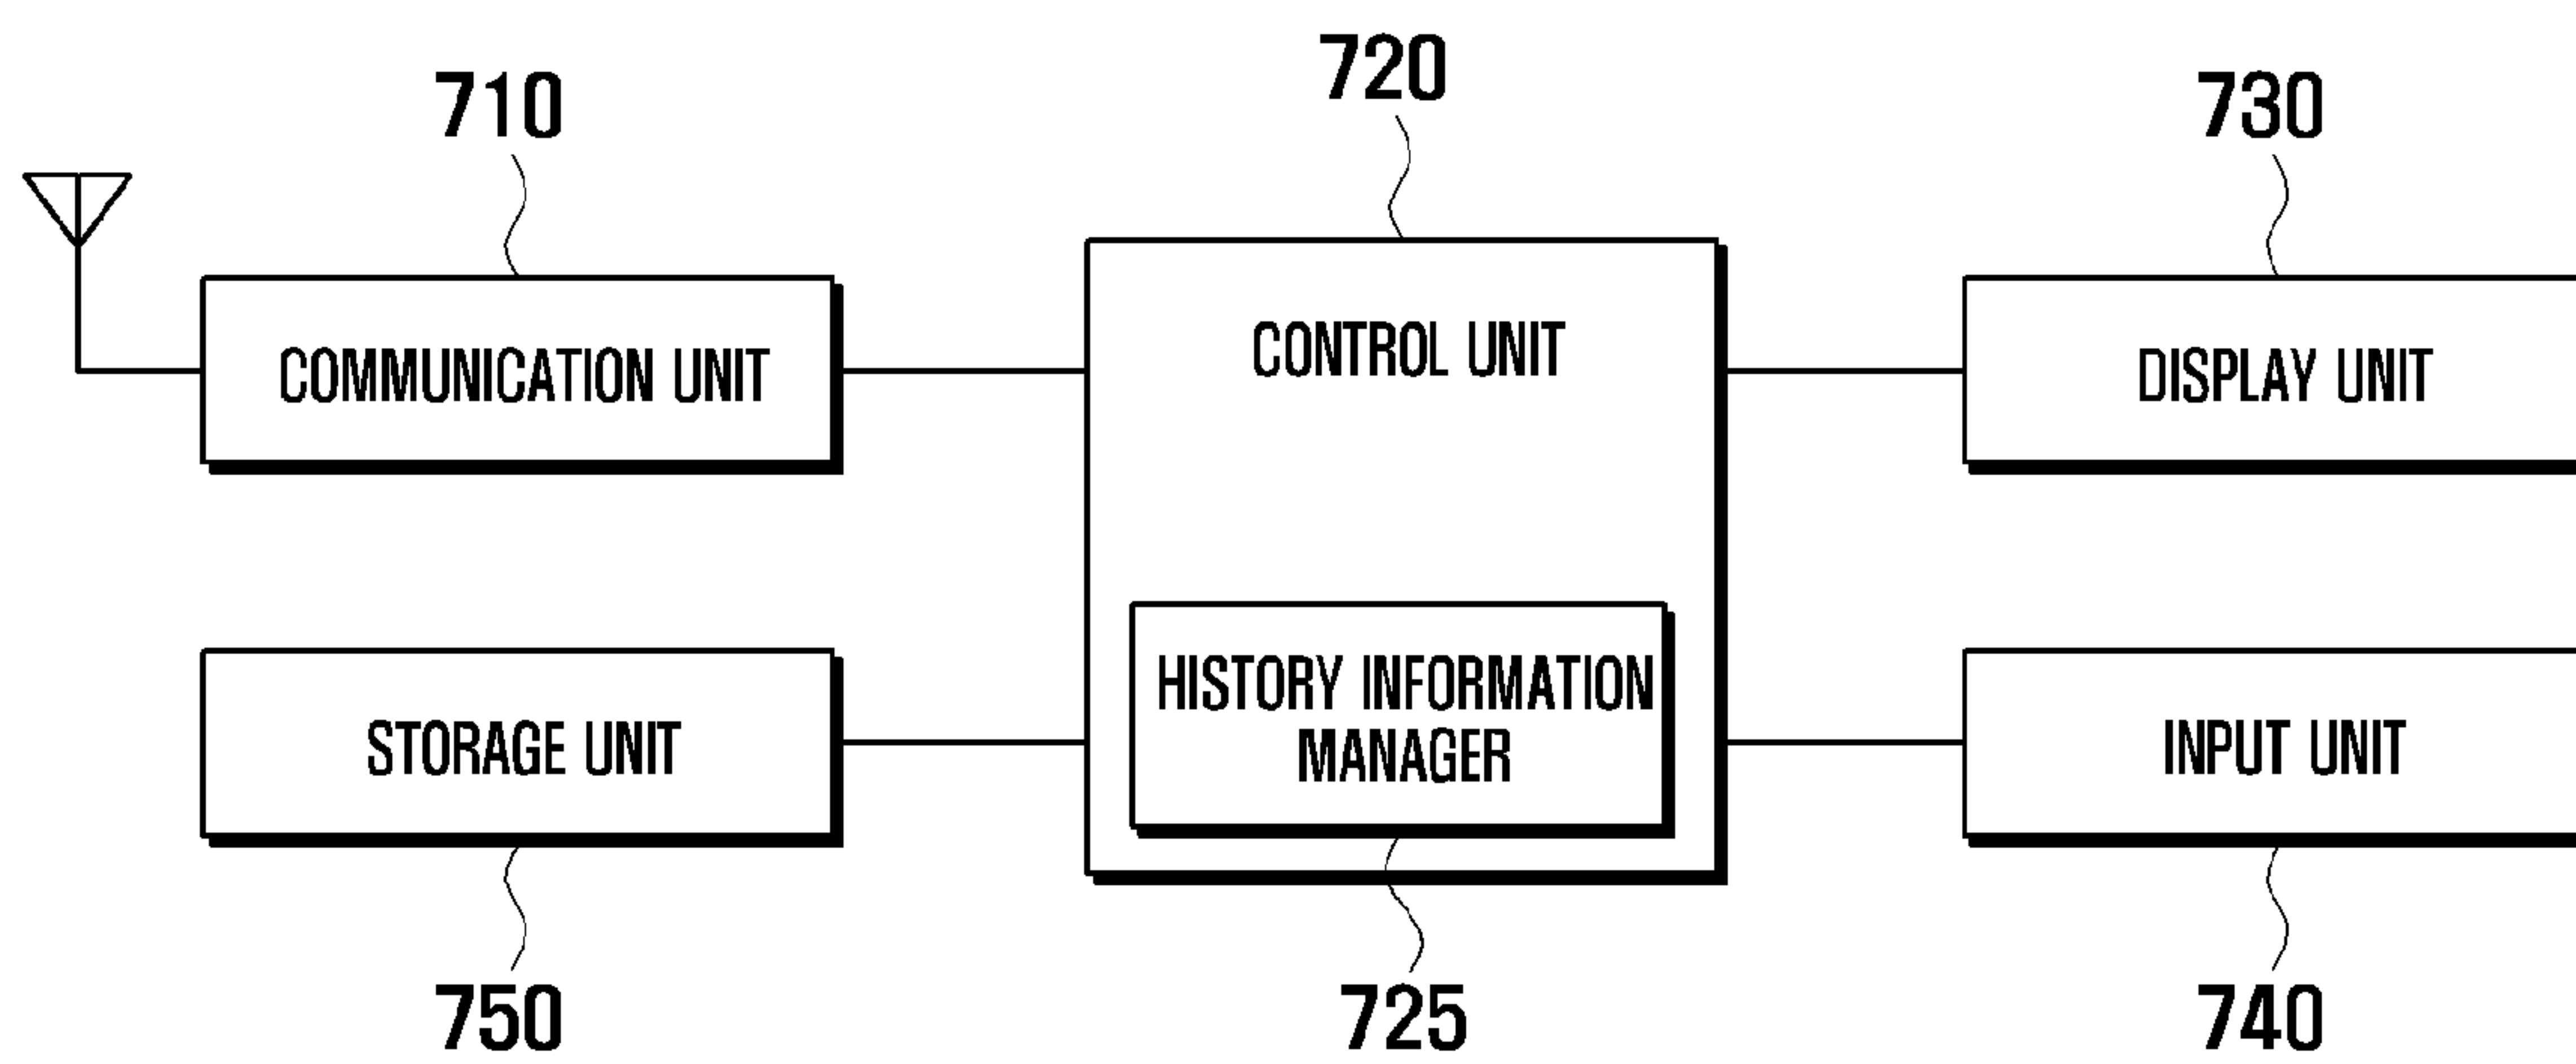 720
710
730
COMMUNICATION UNIT
CONTROL UNIT
DISPLAY UNIT
STORAGE UNIT
HISTORY INFORMATION
MANAGER
INPUT UNIT
750
725
740